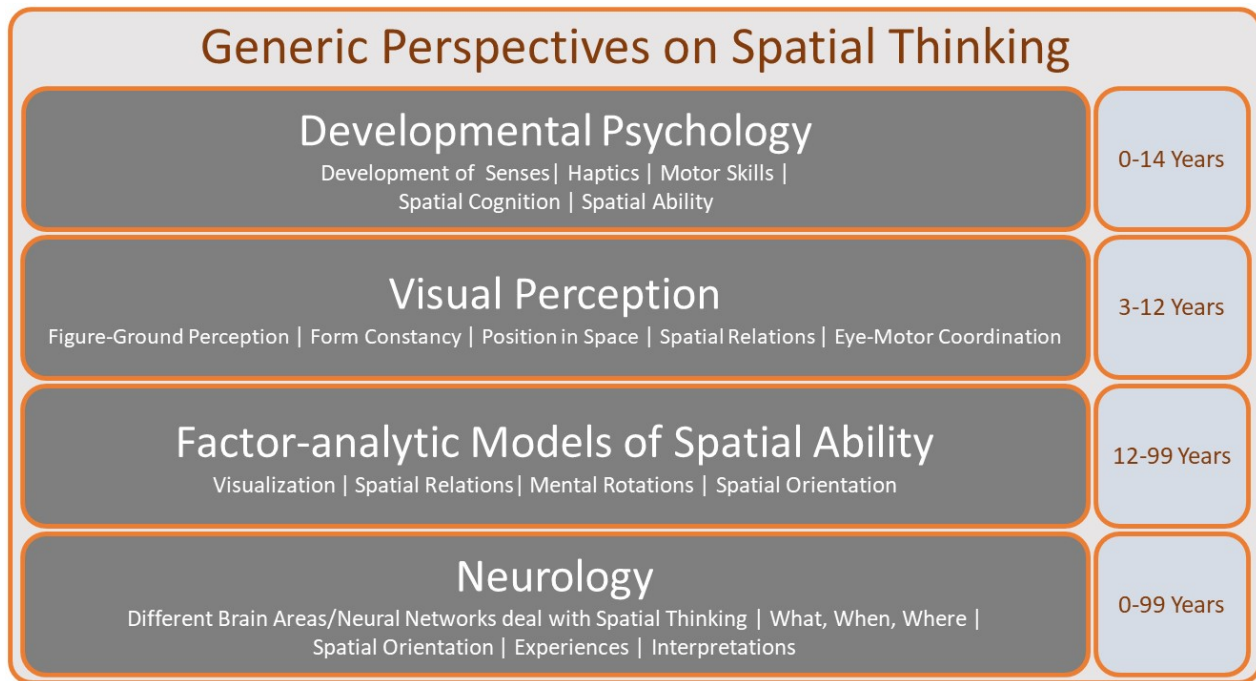 Generic Perspectives on Spatial Thinking
Developmental Psychology
Development of Senses| Haptics | Motor Skills |
Spatial Cognition | Spatial Ability
0-14 Years
Visual Perception
Figure-Ground Perception | Form Constancy | Position in Space | Spatial Relations | Eye-Motor Coordination
3-12 Years
Factor-analytic Models of Spatial Ability
Visualization | Spatial Relations| Mental Rotations | Spatial Orientation
12-99 Years
Neurology
Different Brain Areas/Neural Networks deal with Spatial Thinking | What, When, Where |
Spatial Orientation | Experiences | Interpretations
0-99 Years